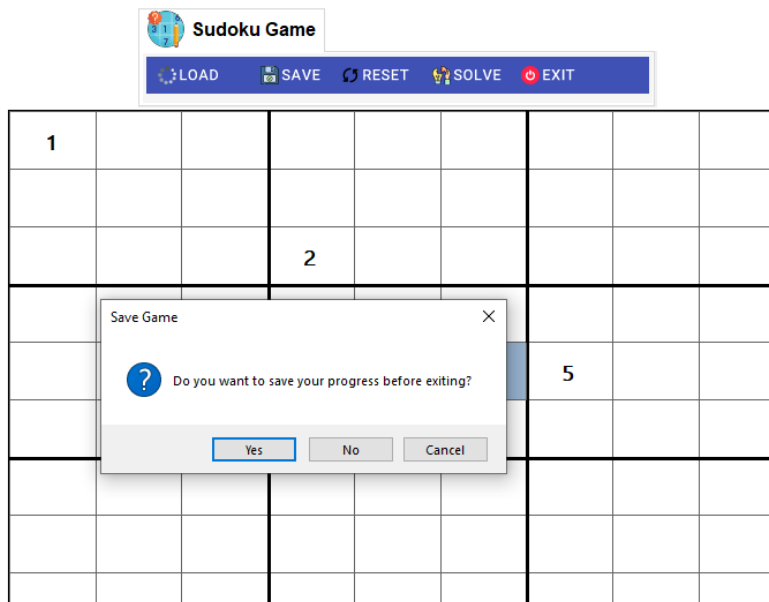 Sudoku Game
LOAD SAVE RESET SOLVE EXIT
1
2
Save Game
Do you want to save your progress before exiting?
5
Yes No Cancel